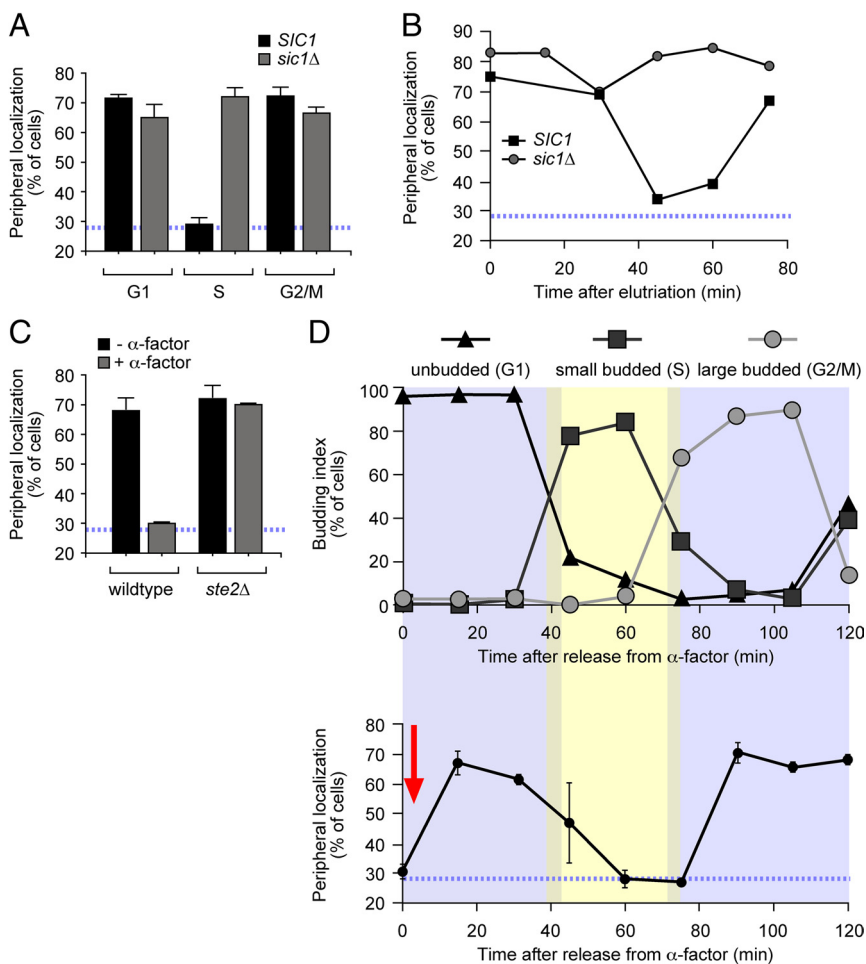 A
SIC1
sic1Δ
Peripheral localization
(% of cells)
80
70
60
50
40
30
20
G1
S
G2/M
B
Peripheral localization
(% of cells)
90
80
70
60
50
40
30
20
SIC1
sic1Δ
0
20
40
60
80
Time after elutriation (min)
C
- α-factor
+ α-factor
Peripheral localization
(% of cells)
80
70
60
50
40
30
20
wildtype
ste2Δ
D
unbudded (G1)
small budded (S)
large budded (G2/M)
Budding index
(% of cells)
100
80
60
40
20
0
0
20
40
60
80
100
120
Time after release from α-factor (min)
Peripheral localization
(% of cells)
80
70
60
50
40
30
20
0
20
40
60
80
100
120
Time after release from α-factor (min)